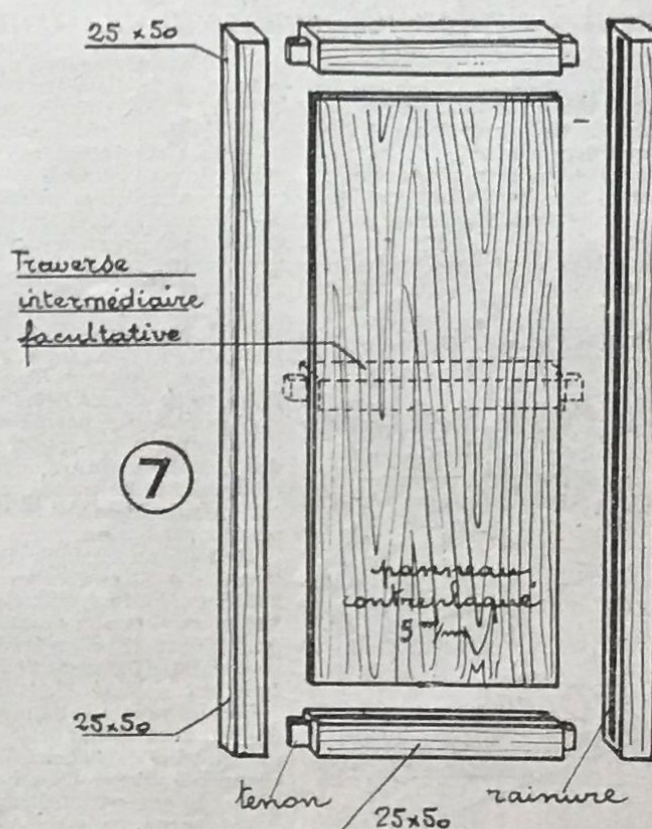 25 x 50
Traverse
intermédiaire
facultative
7
panneau
contreplaqué
5 m/m
25x50
tenon
rainure
25x50